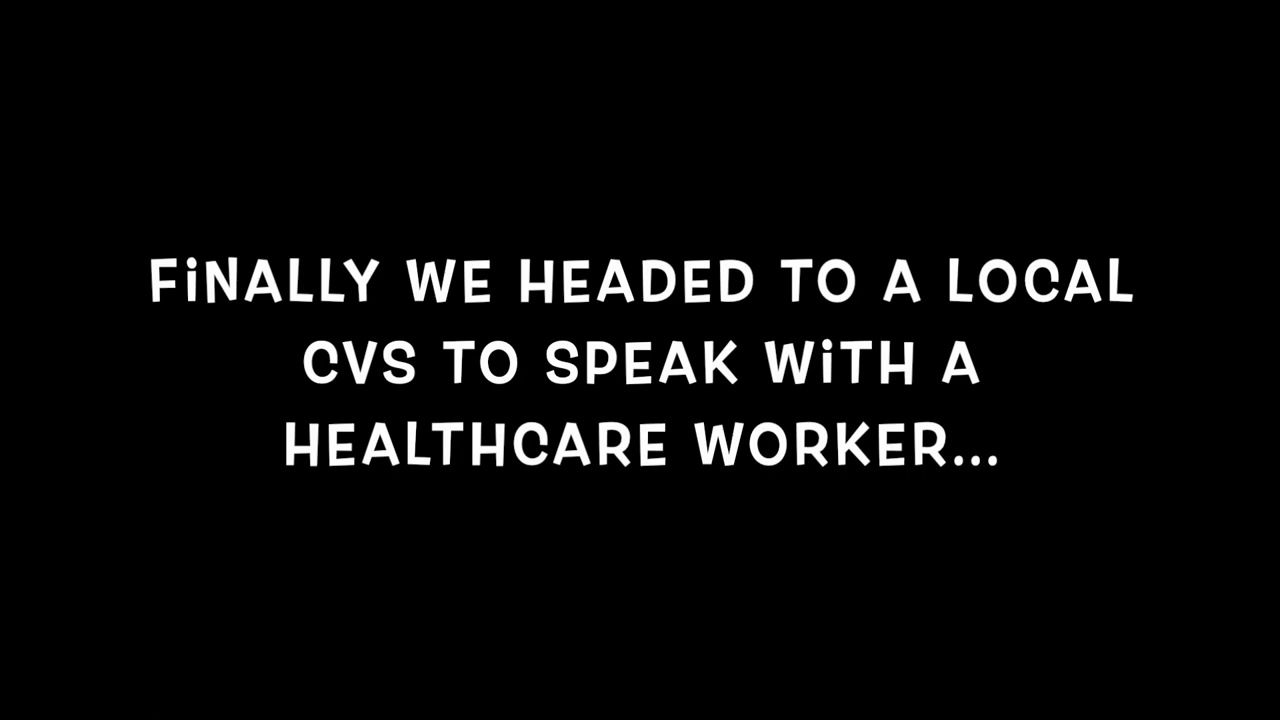 FiNALLY WE HEADED TO A LOCAL
CVS TO SPEAK WiTH A
HEALTHCARE WORKER...